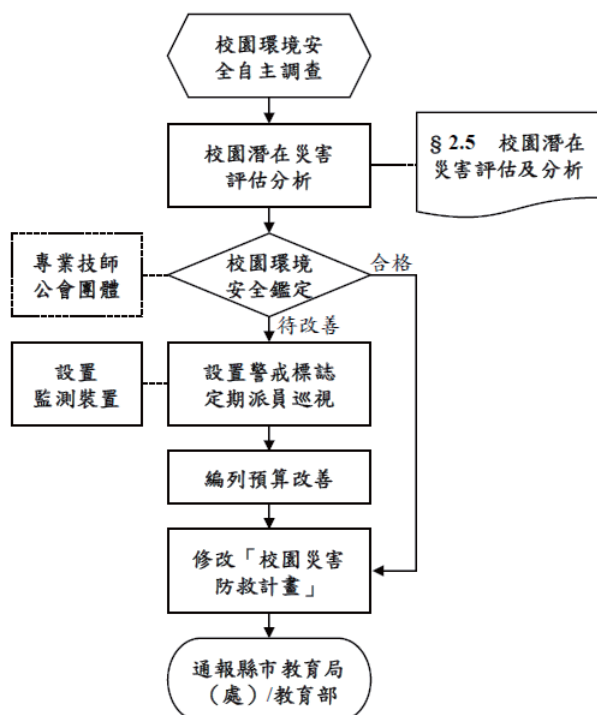 校園環境安
全自主調查
校園潛在災害
評估分析
§ 2.5 校園潛在
災害評估及分析
專業技師
公會團體
校園環境
安全鑑定
合格
待改善
設置
監測裝置
設置警戒標誌
定期派員巡視
編列預算改善
修改「校園災害
防救計畫」
通報縣市教育局
（處）/教育部